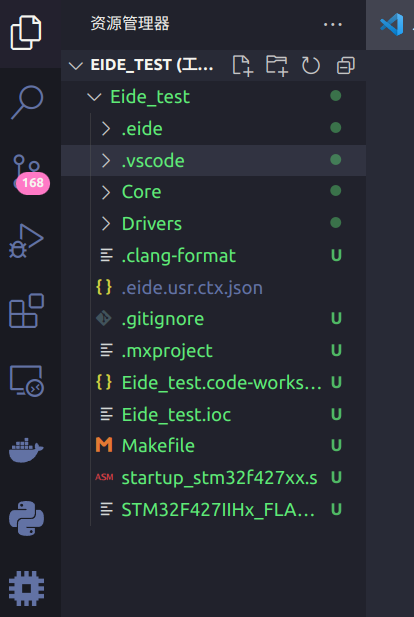 资源管理器
EIDE_TEST (工...
Eide_test
.eide
.vscode
168
Core
Drivers
.clang-format U
.eide.usr.ctx.json
.gitignore U
.mxproject U
Eide_test.code-works... U
Eide_test.ioc U
Makefile U
ASM startup_stm32f427xx.s U
STM32F427IIHx_FLA... U